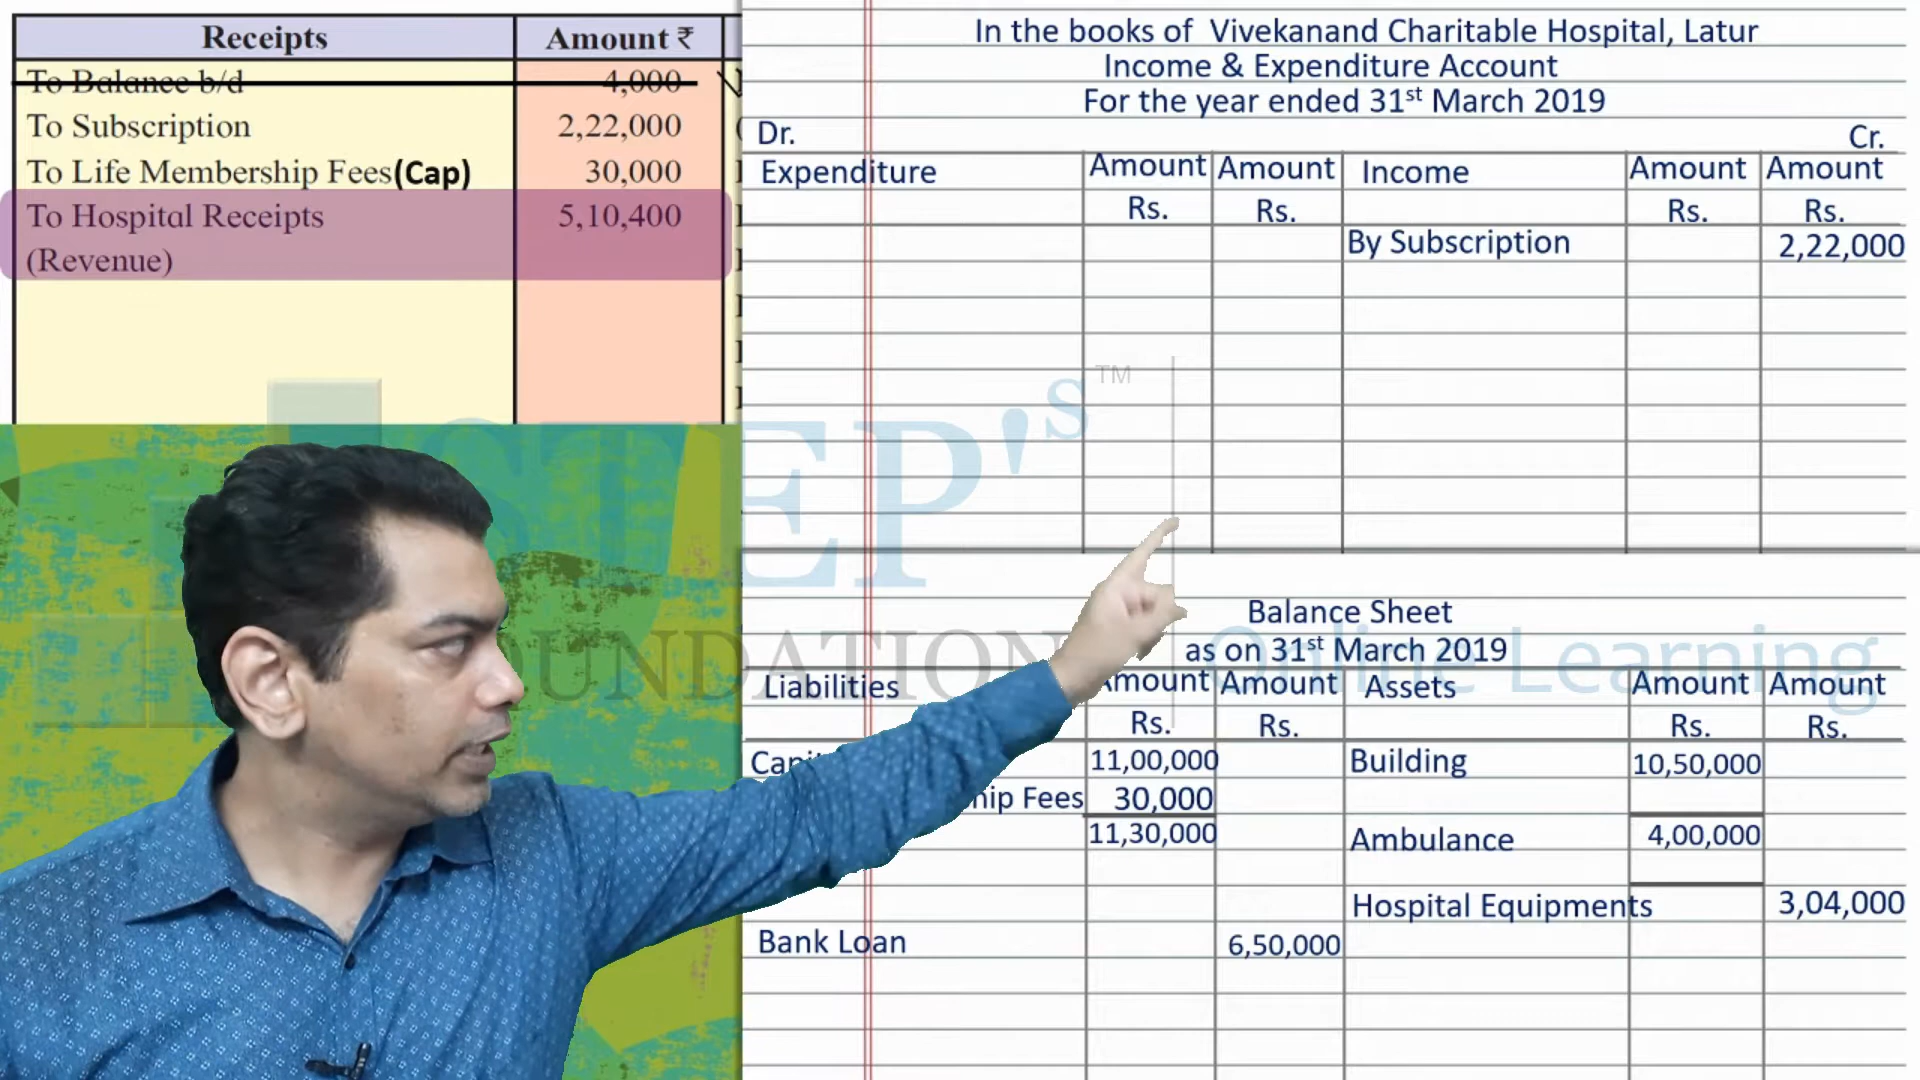 Receipts Amount ₹
To Balance b/d 4,000
To Subscription 2,22,000
To Life Membership Fees(Cap) 30,000
To Hospital Receipts 5,10,400
(Revenue)
In the books of Vivekanand Charitable Hospital, Latur
Income & Expenditure Account
For the year ended 31st March 2019
Dr. Cr.
Expenditure Amount Amount Income Amount Amount
Rs. Rs. Rs. Rs.
By Subscription 2,22,000
STEP's TM
FOUNDATION Online Learning
Balance Sheet
as on 31st March 2019
Liabilities Amount Amount Assets Amount Amount
Rs. Rs. Rs. Rs.
11,00,000 Building 10,50,000
Fees 30,000
11,30,000 Ambulance 4,00,000
Hospital Equipments 3,04,000
Bank Loan 6,50,000